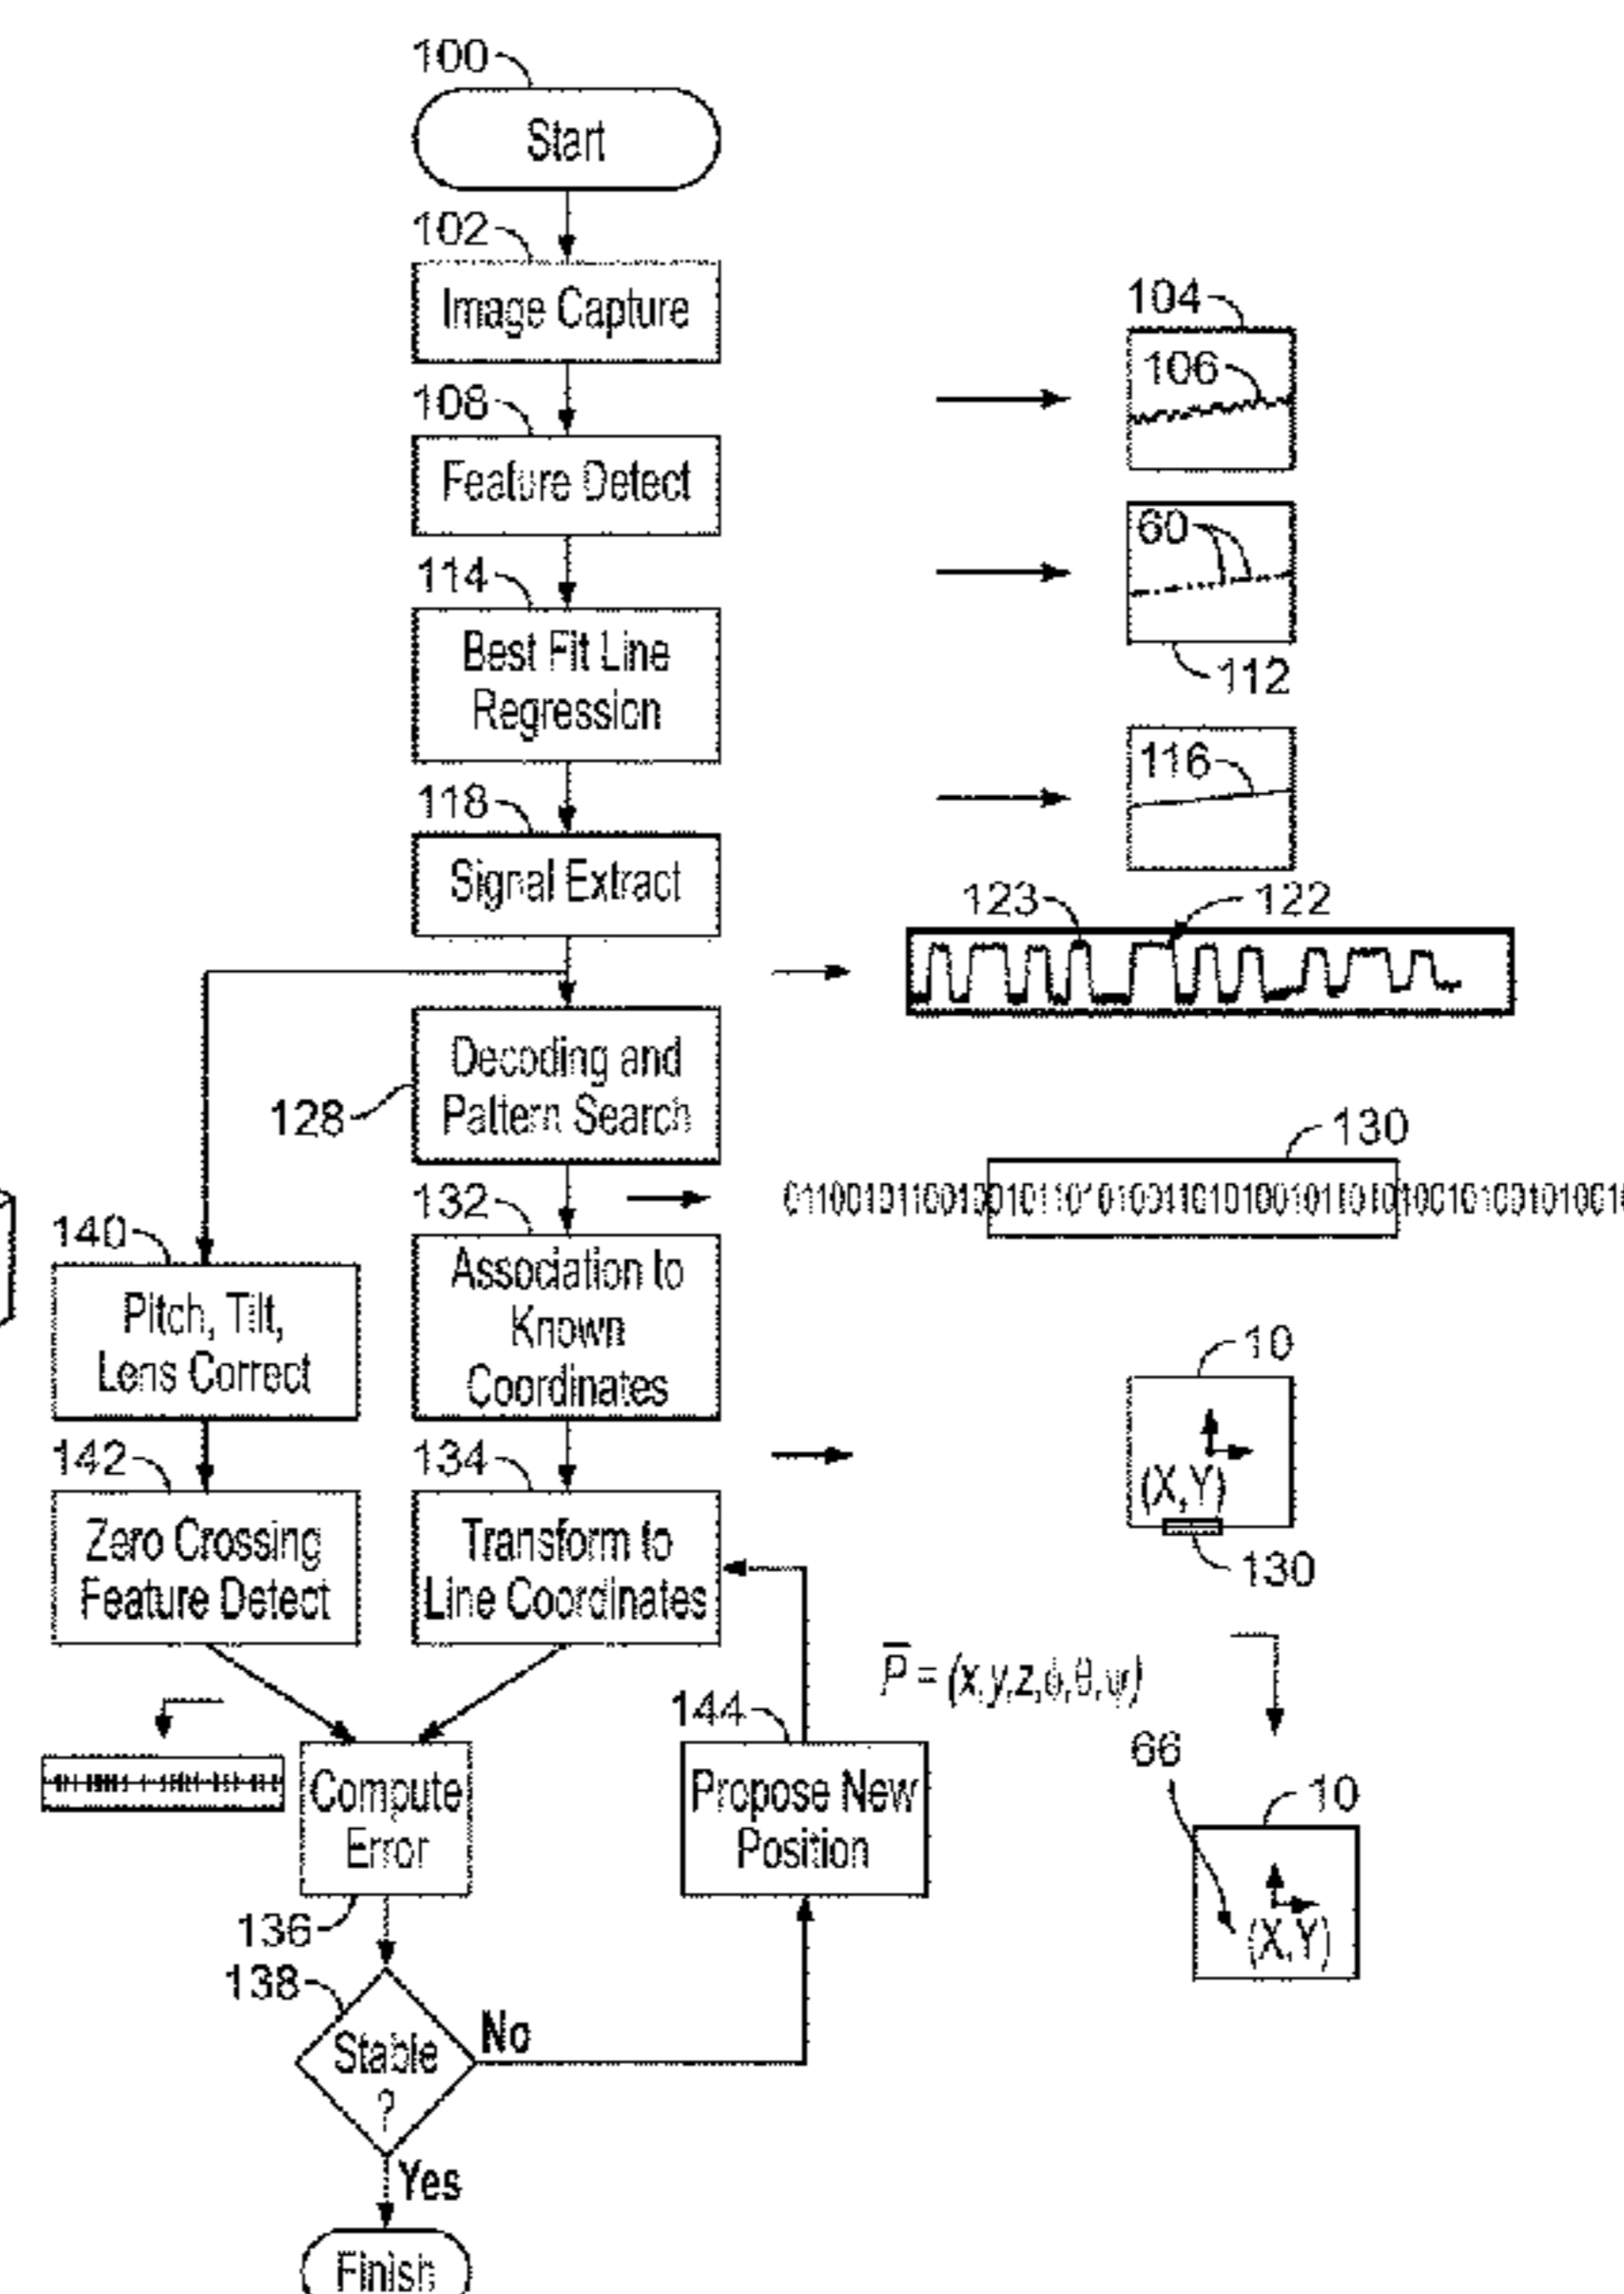 100
Start
102
Image Capture
104
106
108
Feature Detect
60
112
114
Best Fit Line
Regression
116
118
Signal Extract
123
122
Decoding and
Pattern Search
128
130
132
Association to
Known
Coordinates
140
Pitch, Tilt,
Lens Correct
10
(X,Y)
130
142
Zero Crossing
Feature Detect
134
Transform to
Line Coordinates
P̅ = (x,y,z,ϕ,θ,ψ)
144
Propose New
Position
66
10
(X,Y)
Compute
Error
136
138
Stable
?
No
Yes
Finish